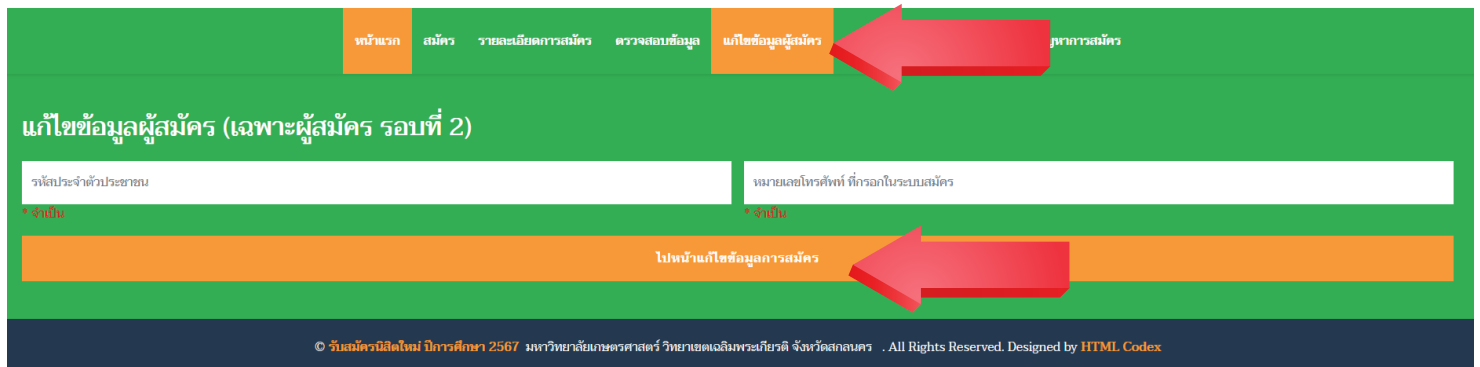 หน้าแรก สมัคร รายละเอียดการสมัคร ตรวจสอบข้อมูล แก้ไขข้อมูลผู้สมัคร
แก้ไขข้อมูลผู้สมัคร (เฉพาะผู้สมัคร รอบที่ 2)
รหัสประจำตัวประชาชน หมายเลขโทรศัพท์ ที่กรอกในระบบสมัคร
* จำเป็น * จำเป็น
ไปหน้าแก้ไขข้อมูลการสมัคร
© รับสมัครนิสิตใหม่ ปีการศึกษา 2567 มหาวิทยาลัยเกษตรศาสตร์ วิทยาเขตเฉลิมพระเกียรติ จังหวัดสกลนคร . All Rights Reserved. Designed by HTML Codex